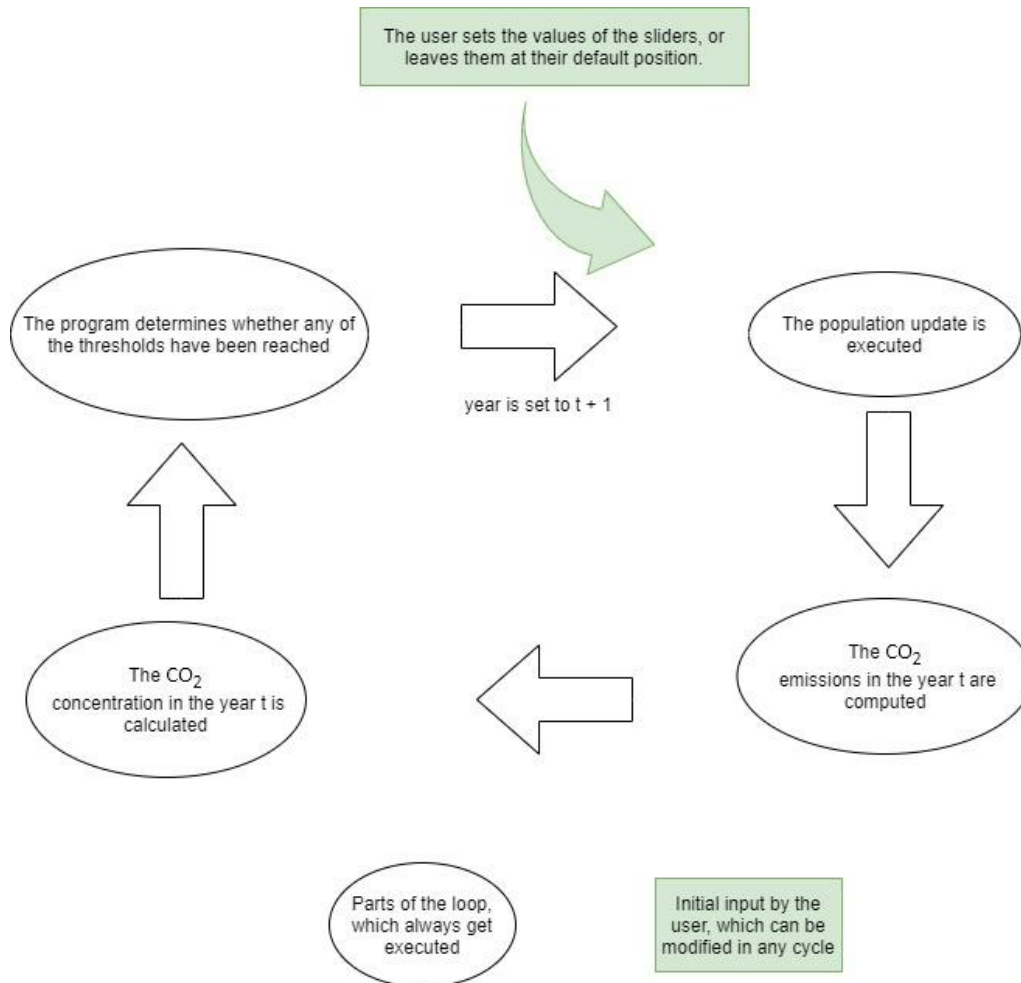 The user sets the values of the sliders, or
leaves them at their default position.
The program determines whether any of
the thresholds have been reached
year is set to t + 1
The population update is
executed
The CO₂
emissions in the year t are
computed
The CO₂
concentration in the year t is
calculated
Parts of the loop,
which always get
executed
Initial input by the
user, which can be
modified in any cycle